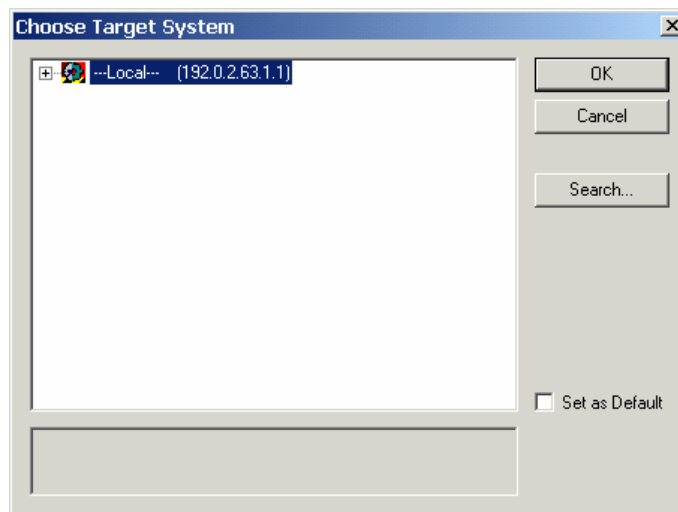 Choose Target System
---Local--- (192.0.2.63.1.1)
OK
Cancel
Search...
Set as Default